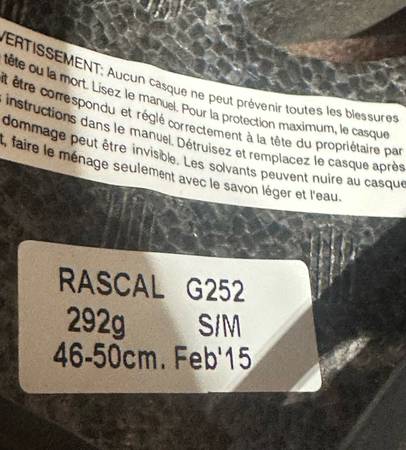 VERTISSEMENT: Aucun casque ne peut prévenir toutes les blessures
tête ou la mort. Lisez le manuel. Pour la protection maximum, le casque
it être correspondu et réglé correctement à la tête du propriétaire par
instructions dans le manuel. Détruisez et remplacez le casque après
dommage peut être invisible. Les solvants peuvent nuire au casque
t, faire le ménage seulement avec le savon léger et l'eau.
RASCAL G252
292g S/M
46-50cm. Feb'15